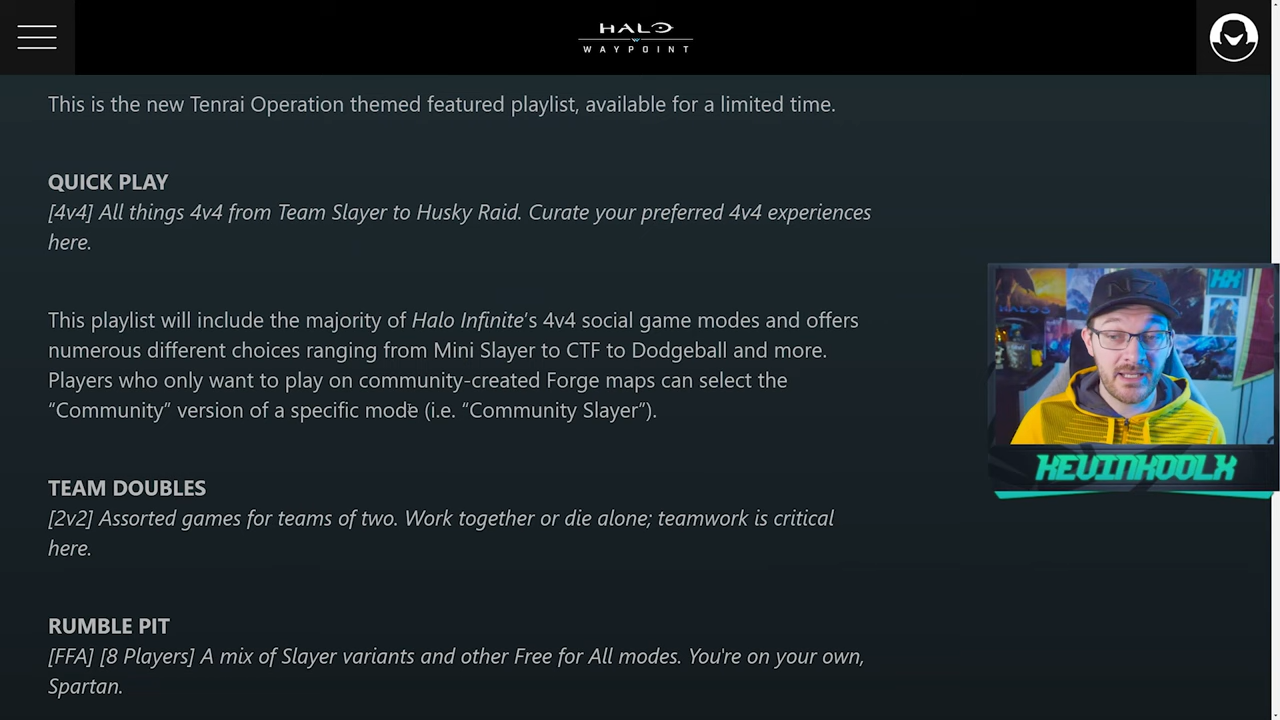 HALO
WAYPOINT
This is the new Tenrai Operation themed featured playlist, available for a limited time.
QUICK PLAY
[4v4] All things 4v4 from Team Slayer to Husky Raid. Curate your preferred 4v4 experiences
here.
This playlist will include the majority of Halo Infinite's 4v4 social game modes and offers
numerous different choices ranging from Mini Slayer to CTF to Dodgeball and more.
Players who only want to play on community-created Forge maps can select the
“Community” version of a specific mode (i.e. “Community Slayer”).
N7
KEVINKOOLX
TEAM DOUBLES
[2v2] Assorted games for teams of two. Work together or die alone; teamwork is critical
here.
RUMBLE PIT
[FFA] [8 Players] A mix of Slayer variants and other Free for All modes. You're on your own,
Spartan.